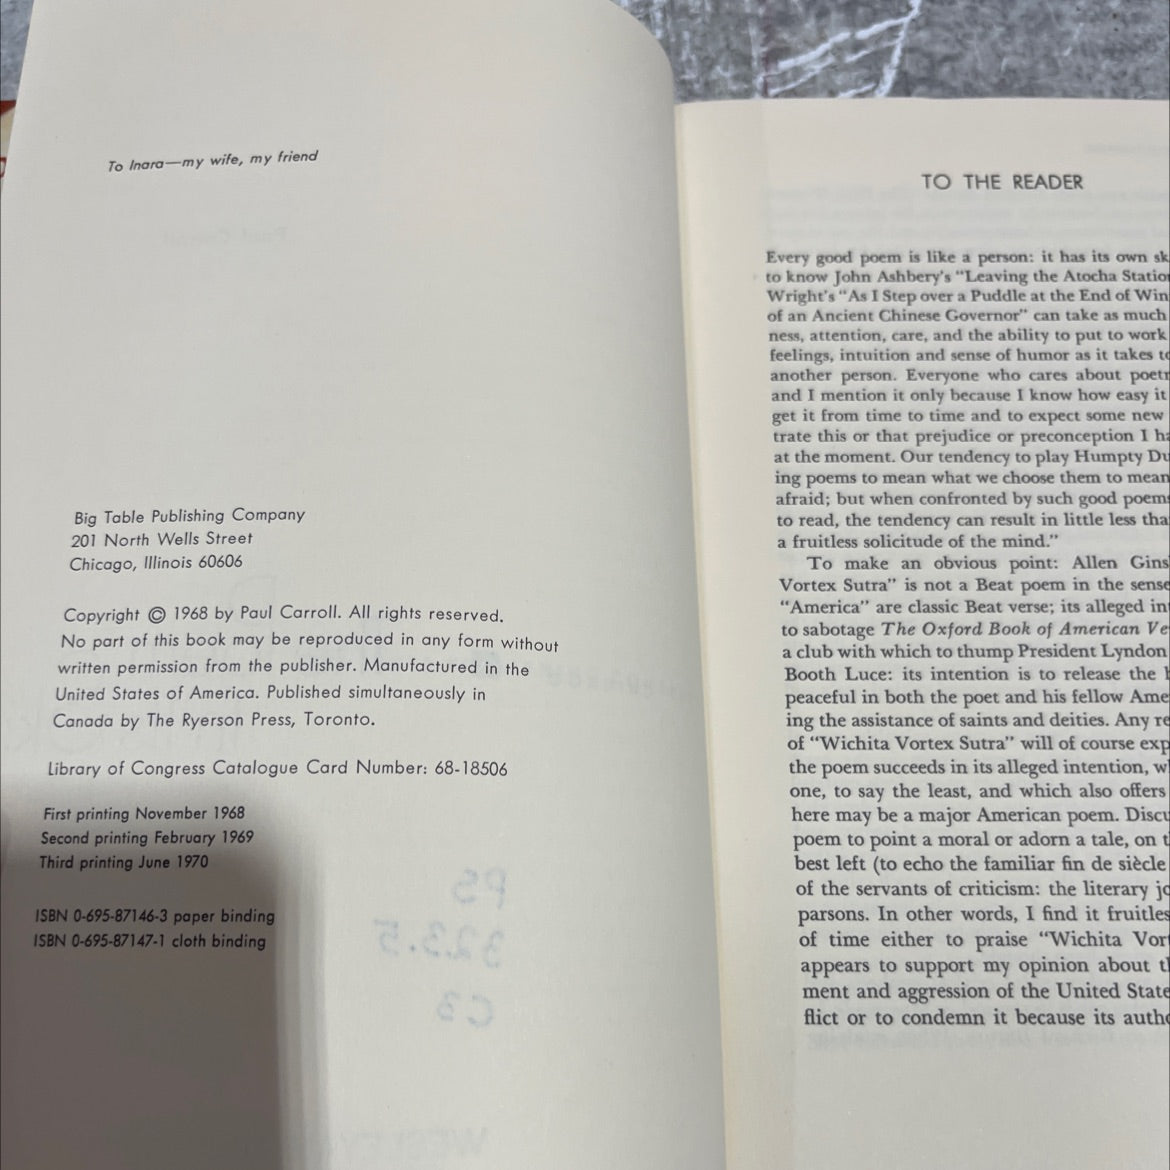 To Inara—my wife, my friend
Big Table Publishing Company
201 North Wells Street
Chicago, Illinois 60606
Copyright © 1968 by Paul Carroll. All rights reserved.
No part of this book may be reproduced in any form without
written permission from the publisher. Manufactured in the
United States of America. Published simultaneously in
Canada by The Ryerson Press, Toronto.
Library of Congress Catalogue Card Number: 68-18506
First printing November 1968
Second printing February 1969
Third printing June 1970
ISBN 0-695-87146-3 paper binding
ISBN 0-695-87147-1 cloth binding
TO THE READER
Every good poem is like a person: it has its own
to know John Ashbery's "Leaving the Atocha
Wright's "As I Step over a Puddle at the End of
of an Ancient Chinese Governor" can take as much
ness, attention, care, and the ability to put to work
feelings, intuition and sense of humor as it takes
another person. Everyone who cares about
and I mention it only because I know how easy it
get it from time to time and to expect some new
trate this or that prejudice or preconception I
at the moment. Our tendency to play Humpty
ing poems to mean what we choose them to mean
afraid; but when confronted by such good
to read, the tendency can result in little less
a fruitless solicitude of the mind."
To make an obvious point: Allen
Vortex Sutra" is not a Beat poem in the sense
"America" are classic Beat verse; its alleged
to sabotage The Oxford Book of American
a club with which to thump President Lyndon
Booth Luce: its intention is to release the
peaceful in both the poet and his fellow
ing the assistance of saints and deities. Any
of "Wichita Vortex Sutra" will of course
the poem succeeds in its alleged intention,
one, to say the least, and which also offers
here may be a major American poem.
poem to point a moral or adorn a tale, on
best left (to echo the familiar fin de siècle
of the servants of criticism: the literary
parsons. In other words, I find it
of time either to praise "Wichita
appears to support my opinion about
ment and aggression of the United
flict or to condemn it because its